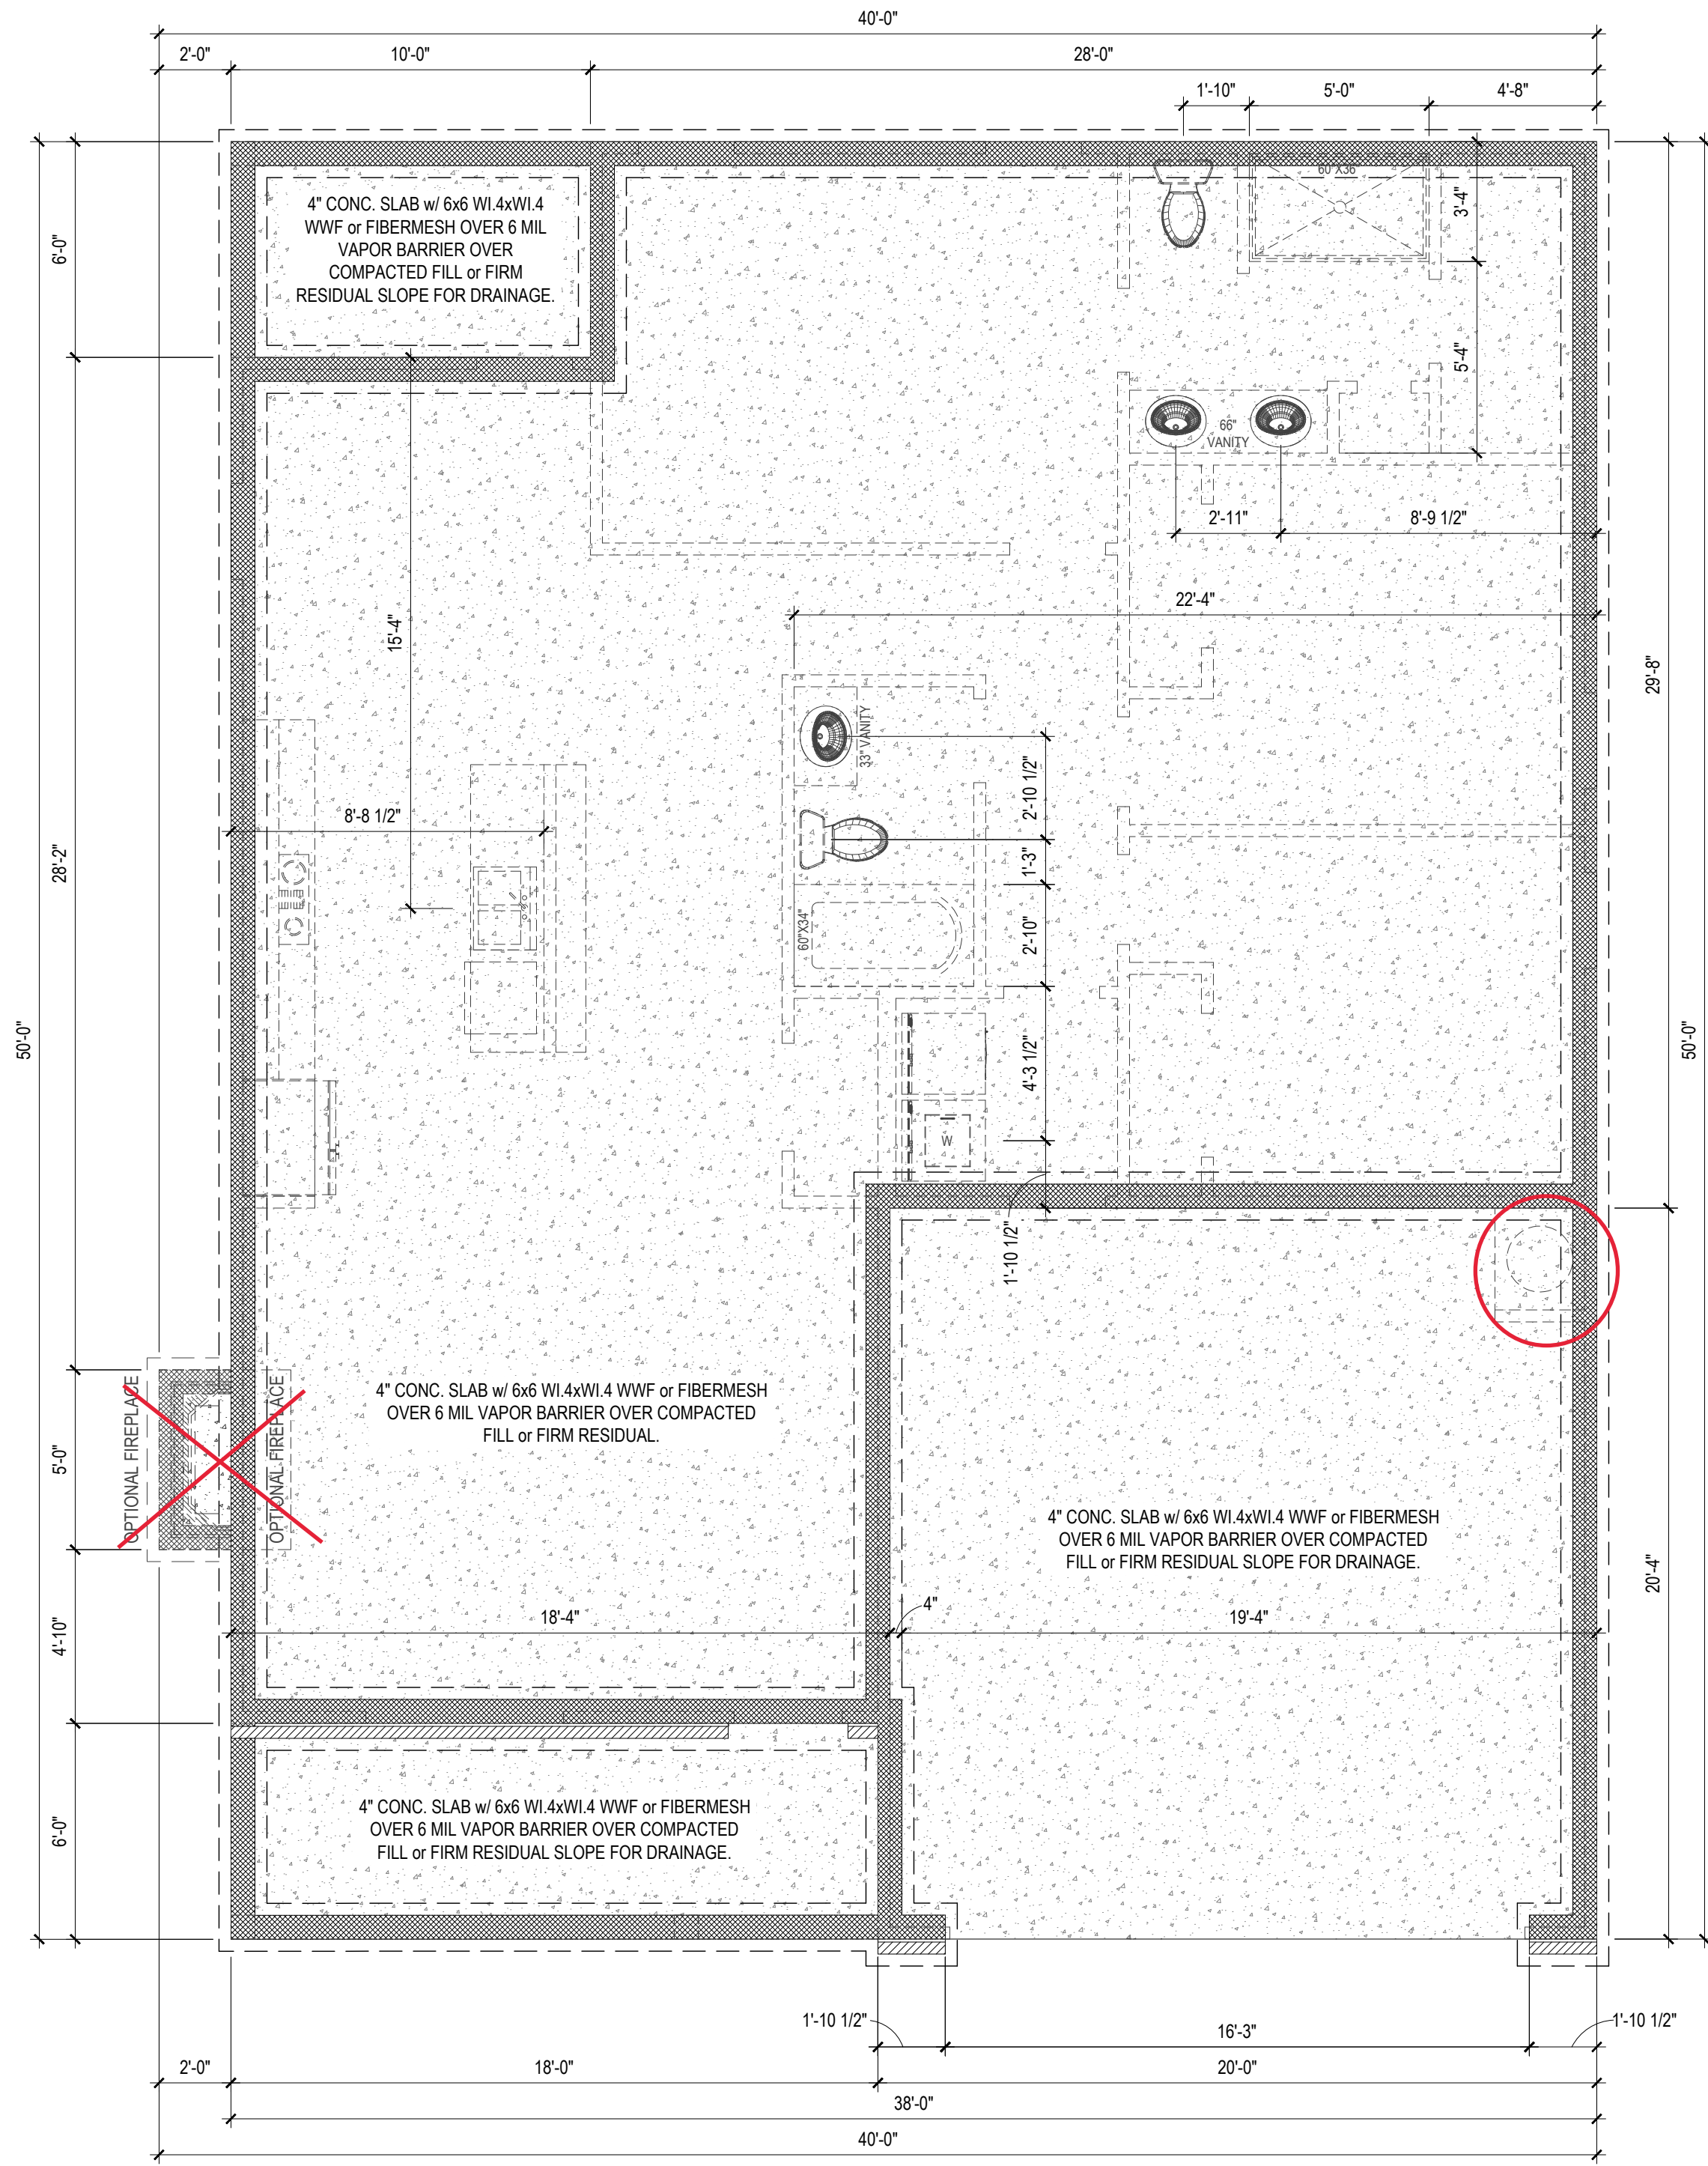 40'-0"
2'-0"
10'-0"
28'-0"
1'-10"
5'-0"
4'-8"
4" CONC. SLAB w/ 6x6 WI.4xWI.4
WWF or FIBERMESH OVER 6 MIL
VAPOR BARRIER OVER
COMPACTED FILL or FIRM
RESIDUAL SLOPE FOR DRAINAGE.
6'-0"
60"X36"
3'-4"
5'-4"
66"
VANITY
2'-11"
8'-9 1/2"
22'-4"
15'-4"
29'-8"
33" VANITY
2'-10 1/2"
8'-8 1/2"
28'-2"
1'-3"
60"X34"
2'-10"
50'-0"
50'-0"
4'-3 1/2"
W
1'-10 1/2"
OPTIONAL FIREPLACE
OPTIONAL FIREPLACE
4" CONC. SLAB w/ 6x6 WI.4xWI.4 WWF or FIBERMESH
OVER 6 MIL VAPOR BARRIER OVER COMPACTED
FILL or FIRM RESIDUAL.
5'-0"
4" CONC. SLAB w/ 6x6 WI.4xWI.4 WWF or FIBERMESH
OVER 6 MIL VAPOR BARRIER OVER COMPACTED
FILL or FIRM RESIDUAL SLOPE FOR DRAINAGE.
20'-4"
4'-10"
18'-4"
4"
19'-4"
6'-0"
4" CONC. SLAB w/ 6x6 WI.4xWI.4 WWF or FIBERMESH
OVER 6 MIL VAPOR BARRIER OVER COMPACTED
FILL or FIRM RESIDUAL SLOPE FOR DRAINAGE.
1'-10 1/2"
16'-3"
1'-10 1/2"
2'-0"
18'-0"
20'-0"
38'-0"
40'-0"